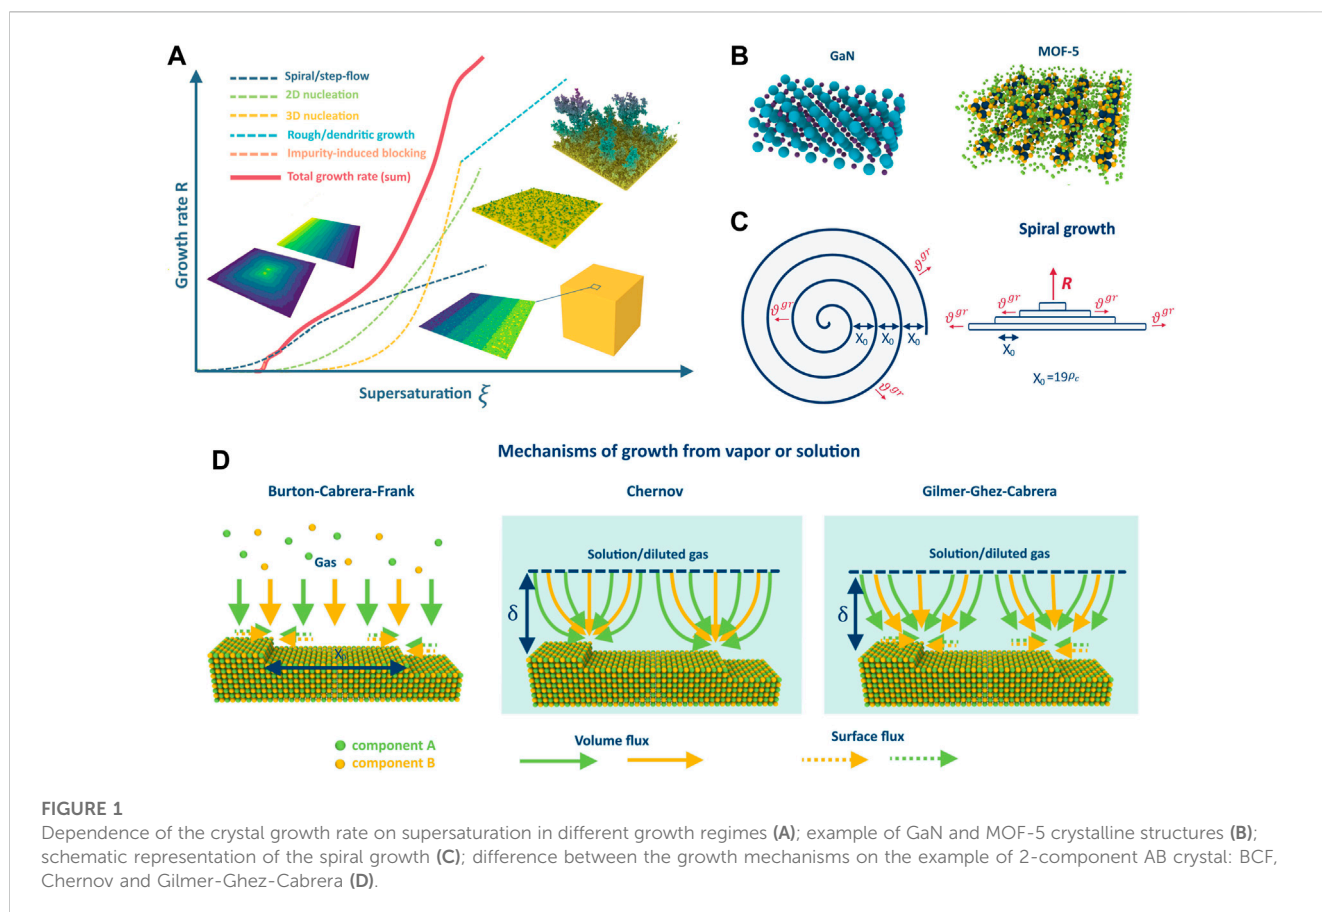 A
Spiral/step-flow
2D nucleation
3D nucleation
Rough/dendritic growth
Impurity-induced blocking
Total growth rate (sum)
Growth rate R
Supersaturation ξ
B
GaN
MOF-5
C
Spiral growth
ϑᵍʳ
ϑᵍʳ
ϑᵍʳ
X₀
X₀
X₀
R
ϑᵍʳ
ϑᵍʳ
ϑᵍʳ
ϑᵍʳ
X₀
X₀=19ρ_c
D
Mechanisms of growth from vapor or solution
Burton-Cabrera-Frank
Gas
Chernov
Solution/diluted gas
δ
Gilmer-Ghez-Cabrera
Solution/diluted gas
δ
component A
component B
Volume flux
Surface flux
FIGURE 1
Dependence of the crystal growth rate on supersaturation in different growth regimes (A); example of GaN and MOF-5 crystalline structures (B);
schematic representation of the spiral growth (C); difference between the growth mechanisms on the example of 2-component AB crystal: BCF,
Chernov and Gilmer-Ghez-Cabrera (D).